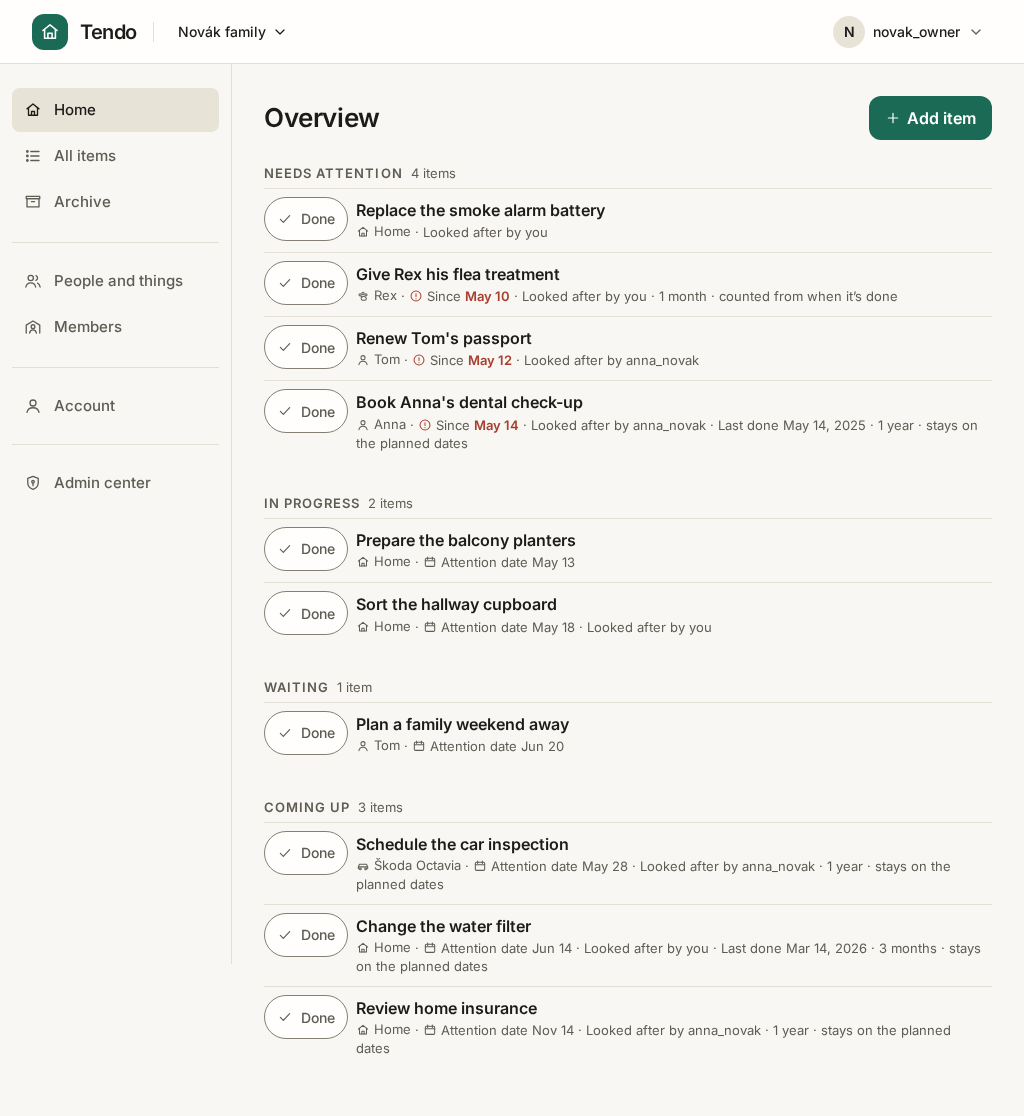 Tendo
Novák family
N
novak_owner
Home
All items
Archive
People and things
Members
Account
Admin center
Overview
Add item
NEEDS ATTENTION 4 items
Done
Replace the smoke alarm battery
Home · Looked after by you
Done
Give Rex his flea treatment
Rex · Since May 10 · Looked after by you · 1 month · counted from when it’s done
Done
Renew Tom's passport
Tom · Since May 12 · Looked after by anna_novak
Done
Book Anna's dental check-up
Anna · Since May 14 · Looked after by anna_novak · Last done May 14, 2025 · 1 year · stays on
the planned dates
IN PROGRESS 2 items
Done
Prepare the balcony planters
Home · Attention date May 13
Done
Sort the hallway cupboard
Home · Attention date May 18 · Looked after by you
WAITING 1 item
Done
Plan a family weekend away
Tom · Attention date Jun 20
COMING UP 3 items
Done
Schedule the car inspection
Škoda Octavia · Attention date May 28 · Looked after by anna_novak · 1 year · stays on the
planned dates
Done
Change the water filter
Home · Attention date Jun 14 · Looked after by you · Last done Mar 14, 2026 · 3 months · stays
on the planned dates
Done
Review home insurance
Home · Attention date Nov 14 · Looked after by anna_novak · 1 year · stays on the planned
dates